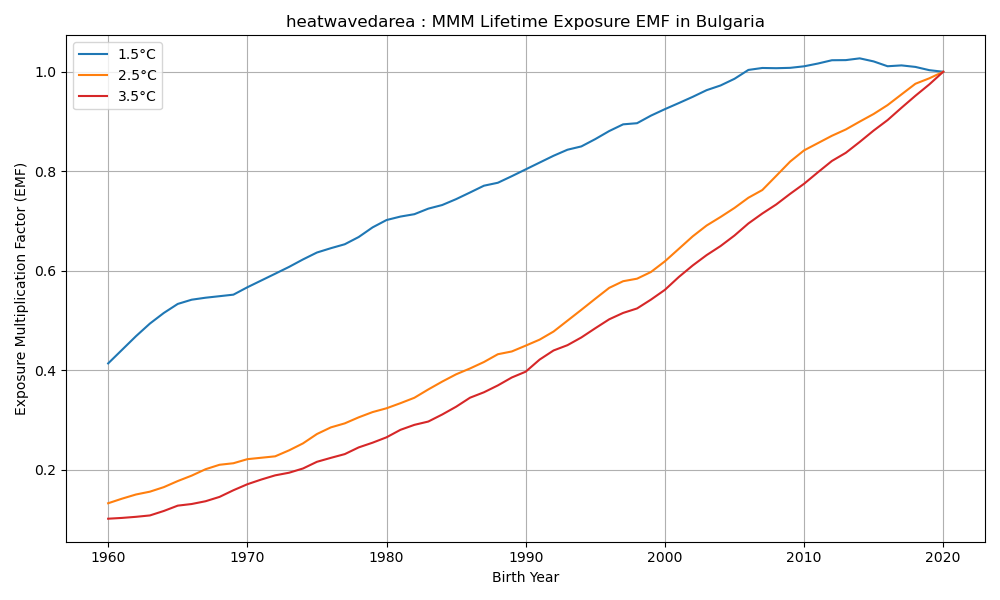 heatwavedarea : MMM Lifetime Exposure EMF in Bulgaria
1.5°C
2.5°C
3.5°C
Exposure Multiplication Factor (EMF)
1.0
0.8
0.6
0.4
0.2
1960 1970 1980 1990 2000 2010 2020
Birth Year